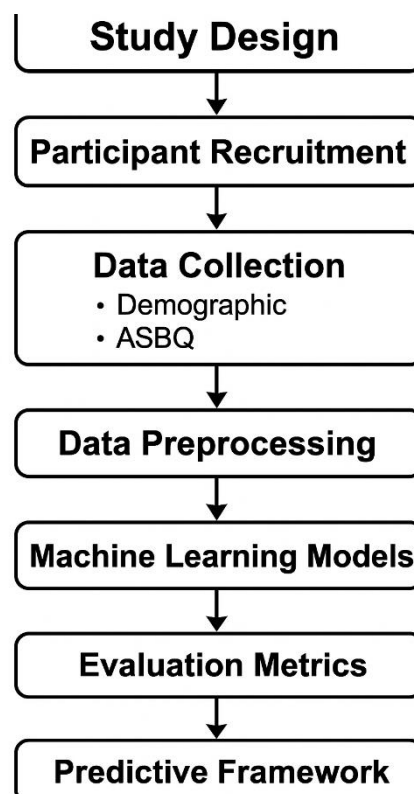 Study Design
Participant Recruitment
Data Collection
• Demographic
• ASBQ
Data Preprocessing
Machine Learning Models
Evaluation Metrics
Predictive Framework